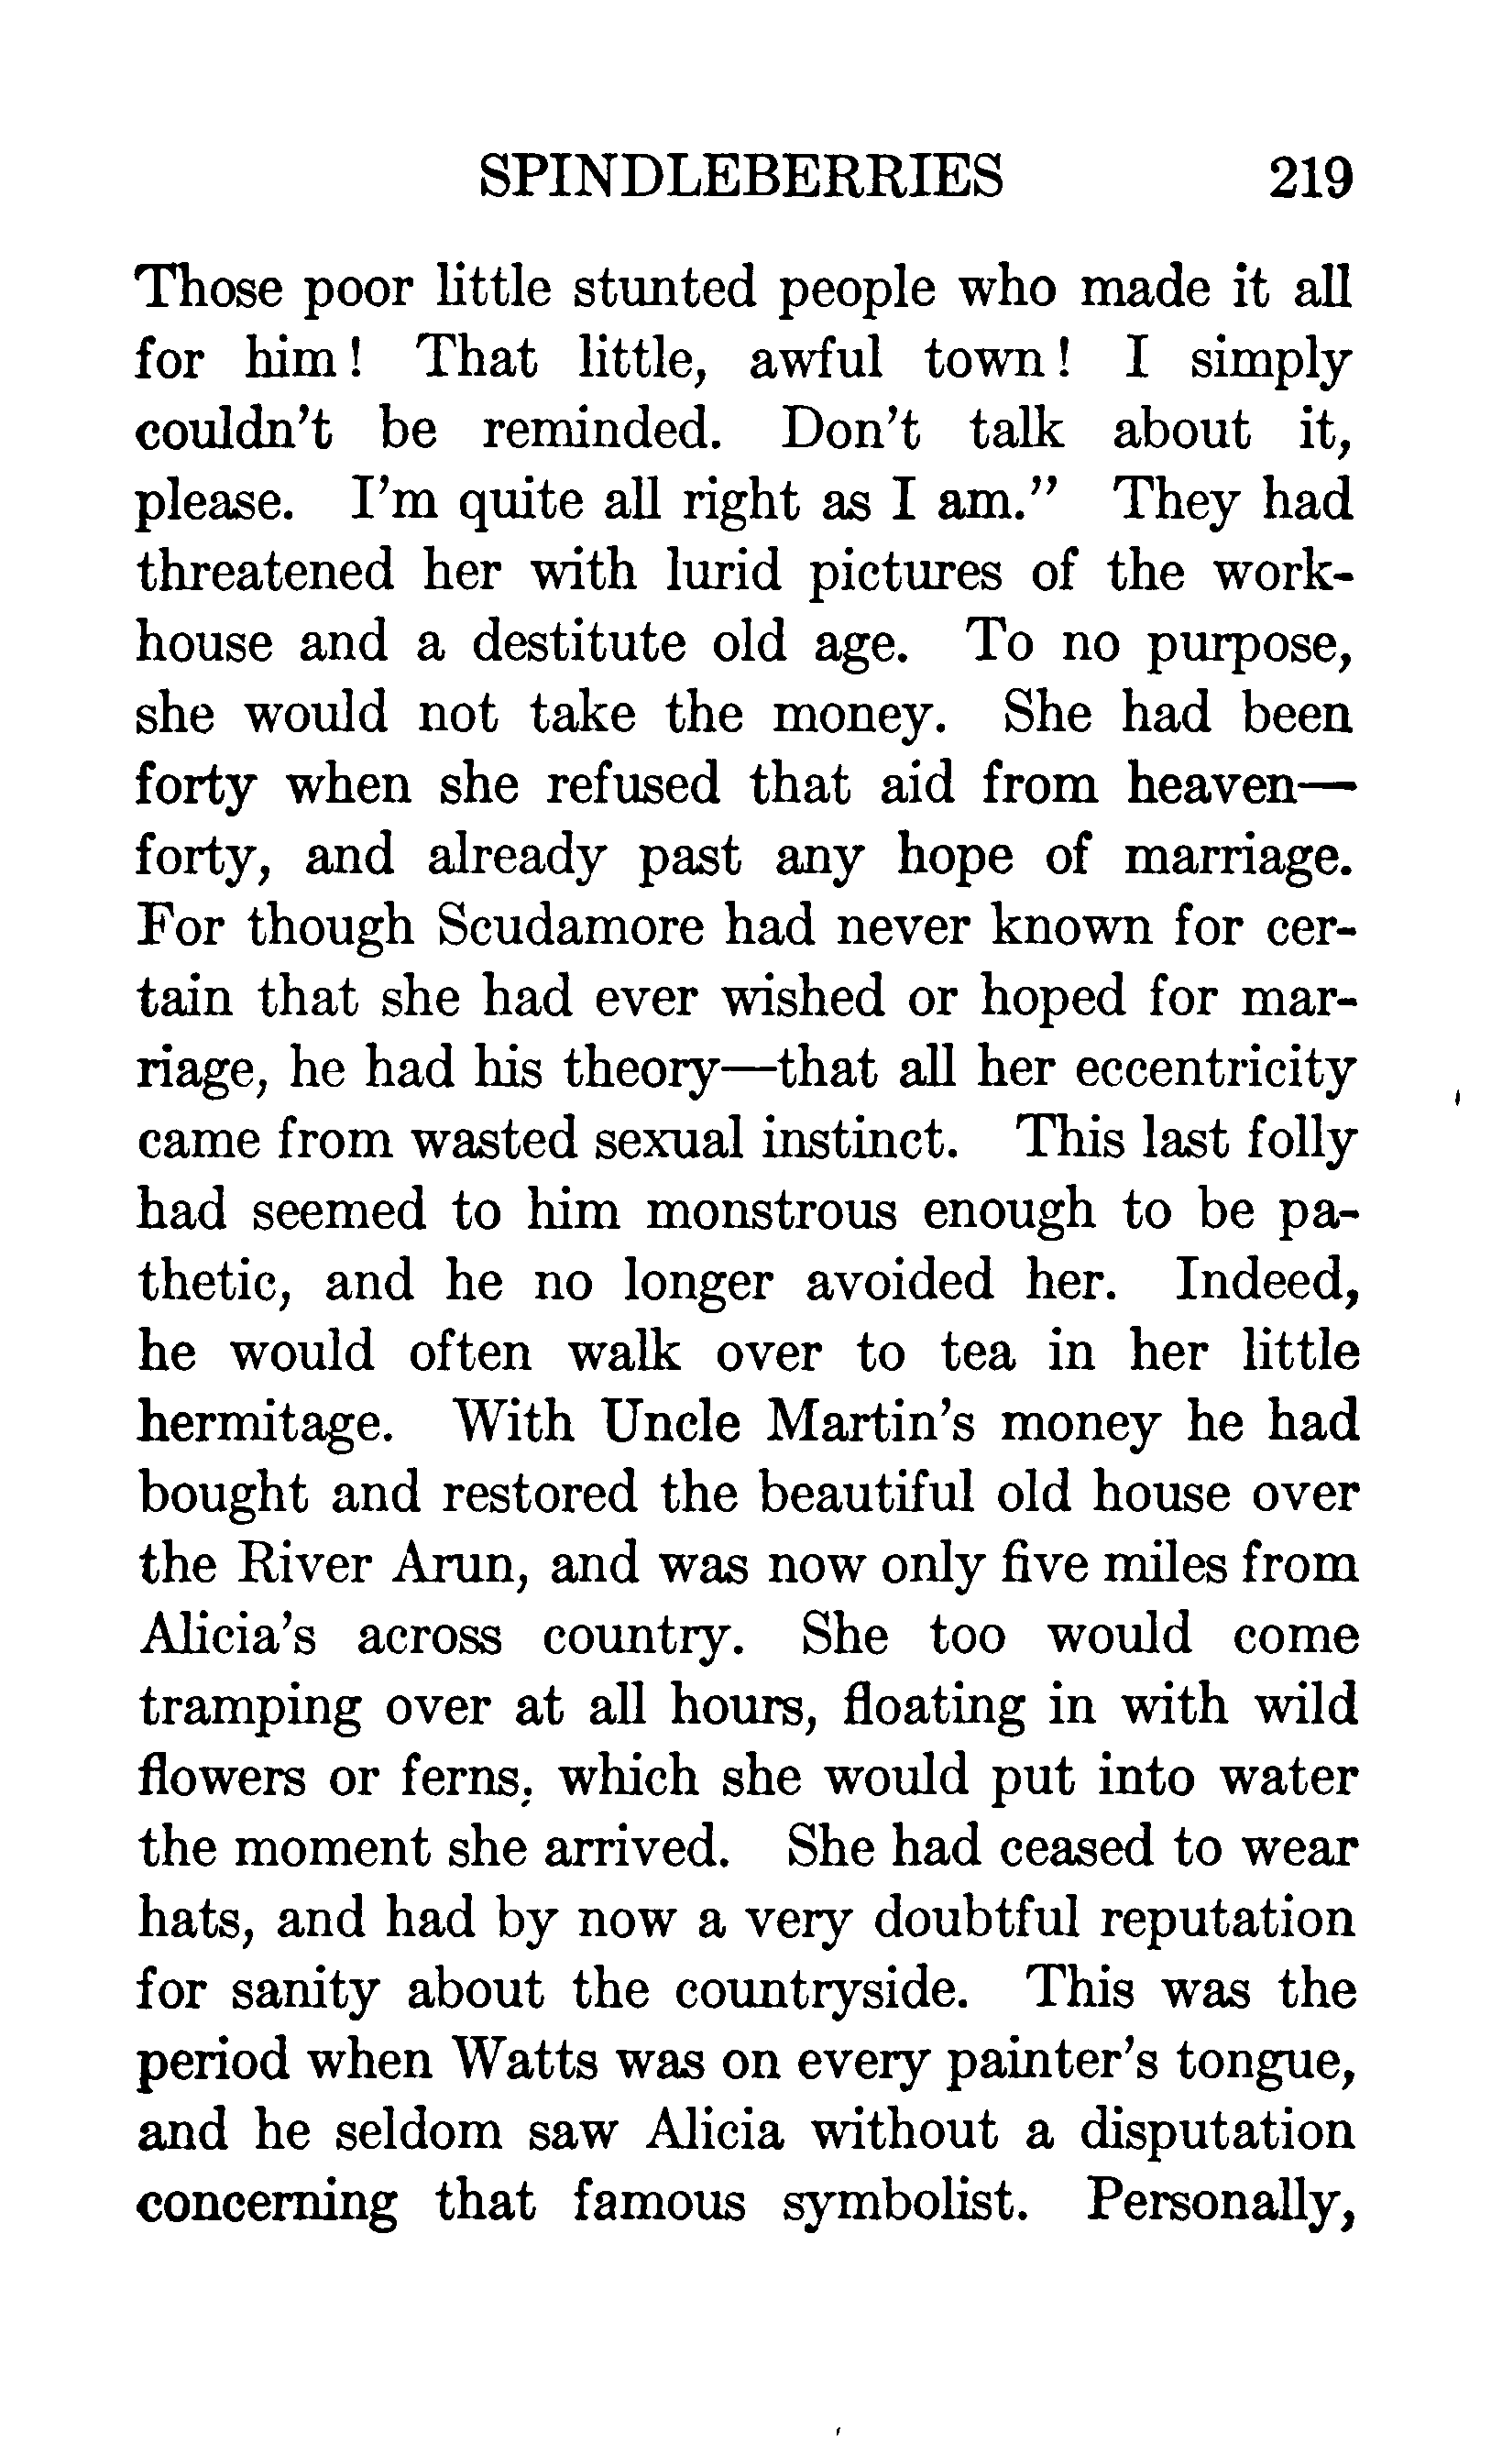 SPINDLEBERRIES 219
Those poor little stunted people who made it all
for him! That little, awful town! I simply
couldn't be reminded. Don't talk about it,
please. I'm quite all right as I am." They had
threatened her with lurid pictures of the work-
house and a destitute old age. To no purpose,
she would not take the money. She had been
forty when she refused that aid from heaven—
forty, and already past any hope of marriage.
For though Scudamore had never known for cer-
tain that she had ever wished or hoped for mar-
riage, he had his theory—that all her eccentricity
came from wasted sexual instinct. This last folly
had seemed to him monstrous enough to be pa-
thetic, and he no longer avoided her. Indeed,
he would often walk over to tea in her little
hermitage. With Uncle Martin's money he had
bought and restored the beautiful old house over
the River Arun, and was now only five miles from
Alicia's across country. She too would come
tramping over at all hours, floating in with wild
flowers or ferns, which she would put into water
the moment she arrived. She had ceased to wear
hats, and had by now a very doubtful reputation
for sanity about the countryside. This was the
period when Watts was on every painter's tongue,
and he seldom saw Alicia without a disputation
concerning that famous symbolist. Personally,